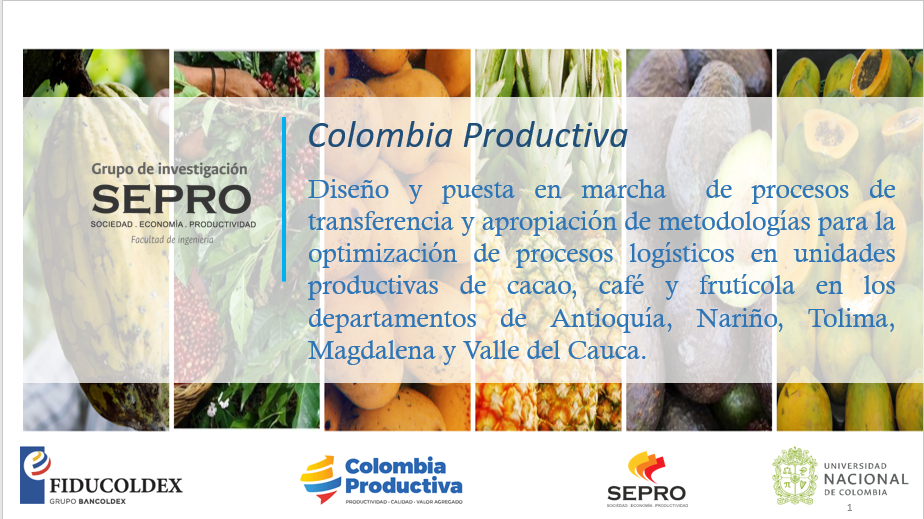 Colombia Productiva
Grupo de investigación
SEPRO
SOCIEDAD . ECONOMÍA . PRODUCTIVIDAD
Facultad de ingeniería
Diseño y puesta en marcha de procesos de
transferencia y apropiación de metodologías para la
optimización de procesos logísticos en unidades
productivas de cacao, café y frutícola en los
departamentos de Antioquía, Nariño, Tolima,
Magdalena y Valle del Cauca.
FIDUCOLDEX
GRUPO BANCOLDEX
Colombia
Productiva
PRODUCTIVIDAD - CALIDAD - VALOR AGREGADO
SEPRO
SOCIEDAD. ECONOMÍA. PRODUCTIVIDAD
UNIVERSIDAD
NACIONAL
DE COLOMBIA
1